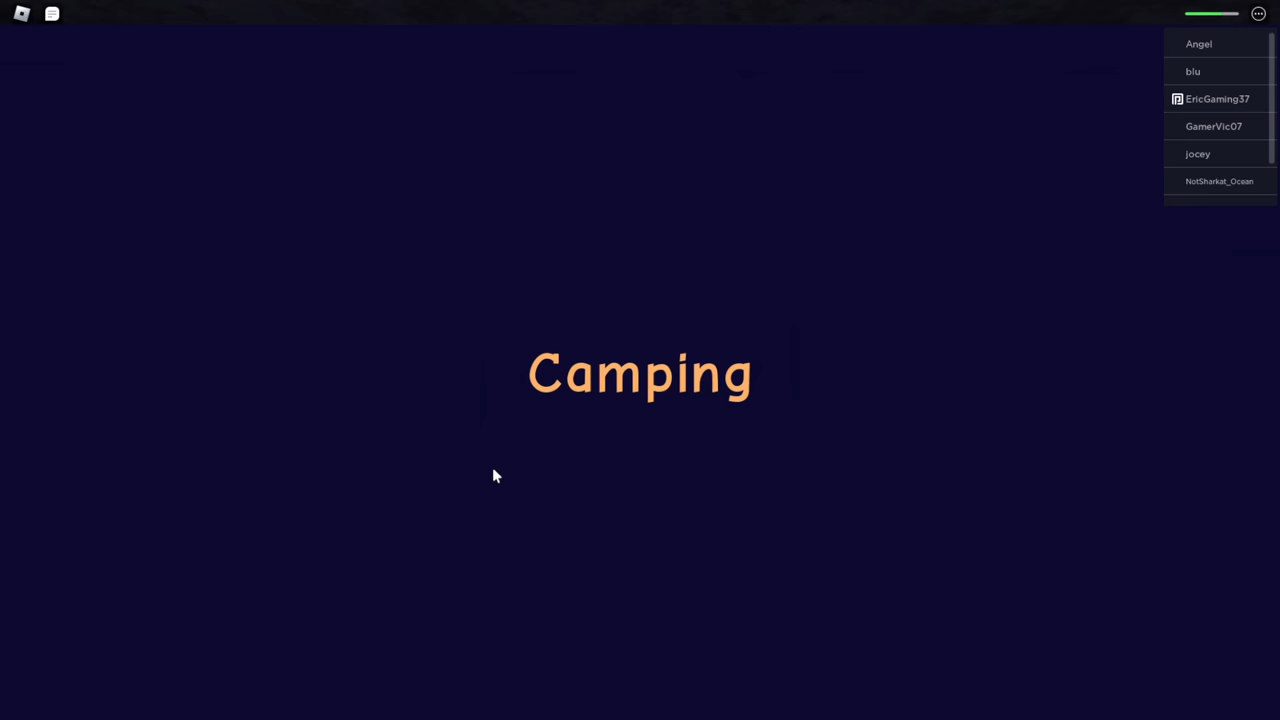 Angel
blu
EricGaming37
GamerVic07
jocey
NotSharkat_Ocean
Camping